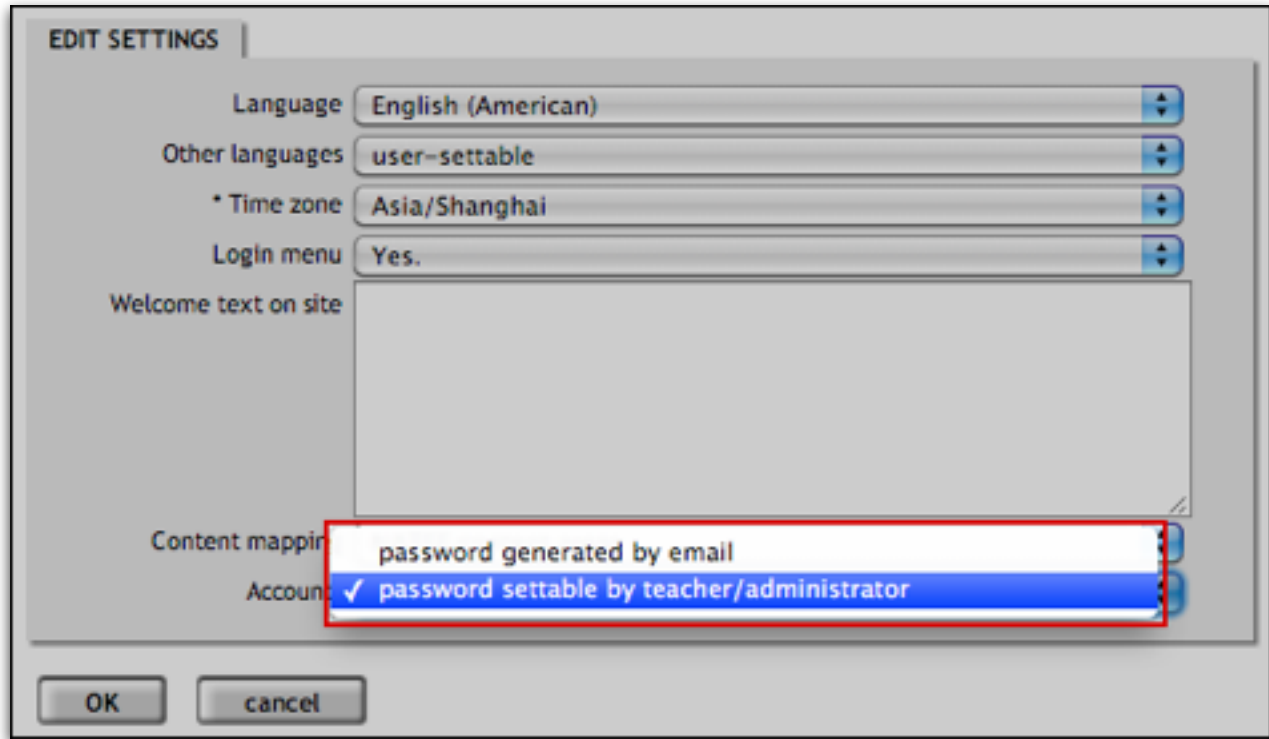 EDIT SETTINGS
Language English (American)
Other languages user-settable
* Time zone Asia/Shanghai
Login menu Yes.
Welcome text on site
Content mappin
password generated by email
Accoun ✓ password settable by teacher/administrator
OK cancel